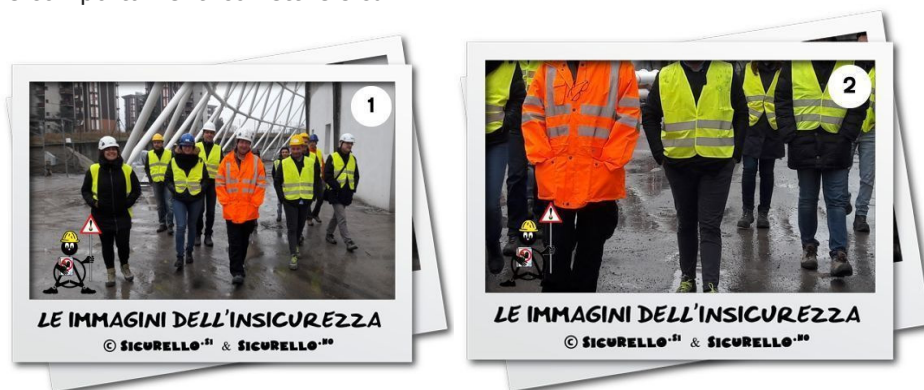 1
LE IMMAGINI DELL'INSICUREZZA
© SICURELLO.SI & SICURELLO.NO
2
LE IMMAGINI DELL'INSICUREZZA
© SICURELLO.SI & SICURELLO.NO